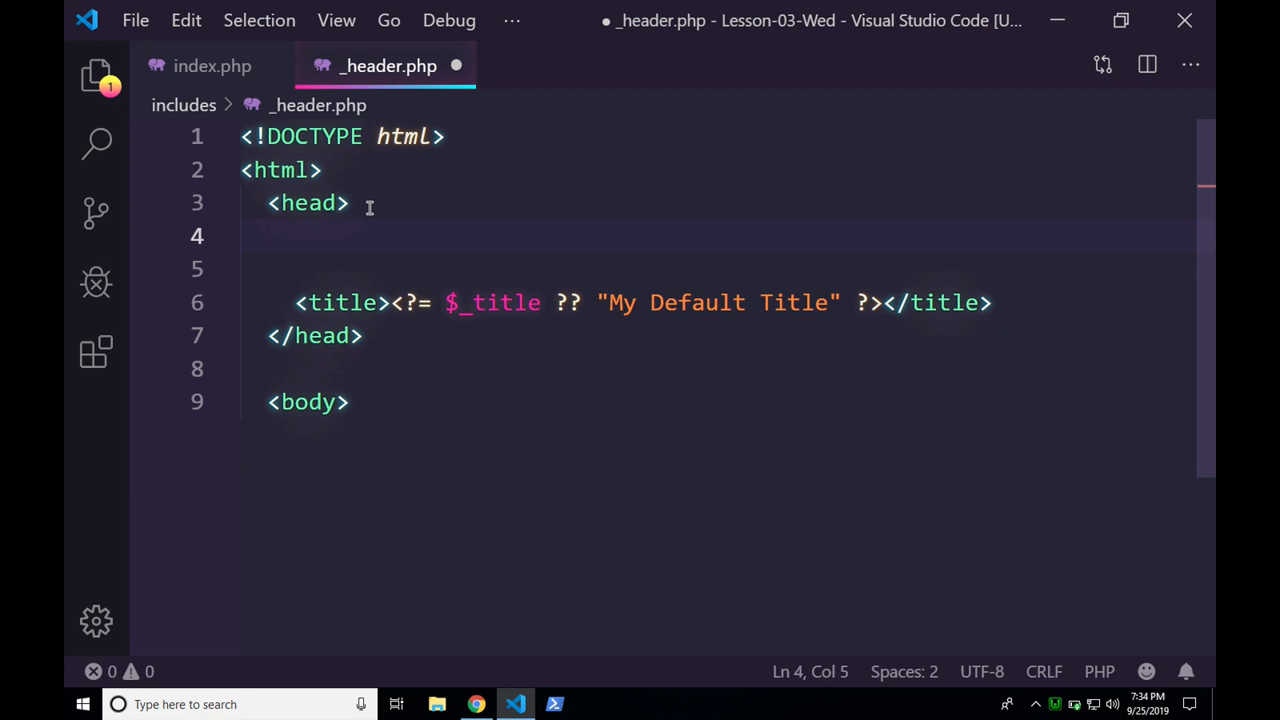 File Edit Selection View Go Debug ··· ● _header.php - Lesson-03-Wed - Visual Studio Code [U...
index.php _header.php ●
includes > _header.php
1 <!DOCTYPE html>
2 <html>
3 <head>
4
5
6 <title><?= $_title ?? "My Default Title" ?></title>
7 </head>
8
9 <body>
1
0 0 Ln 4, Col 5 Spaces: 2 UTF-8 CRLF PHP
Type here to search
7:34 PM
9/25/2019